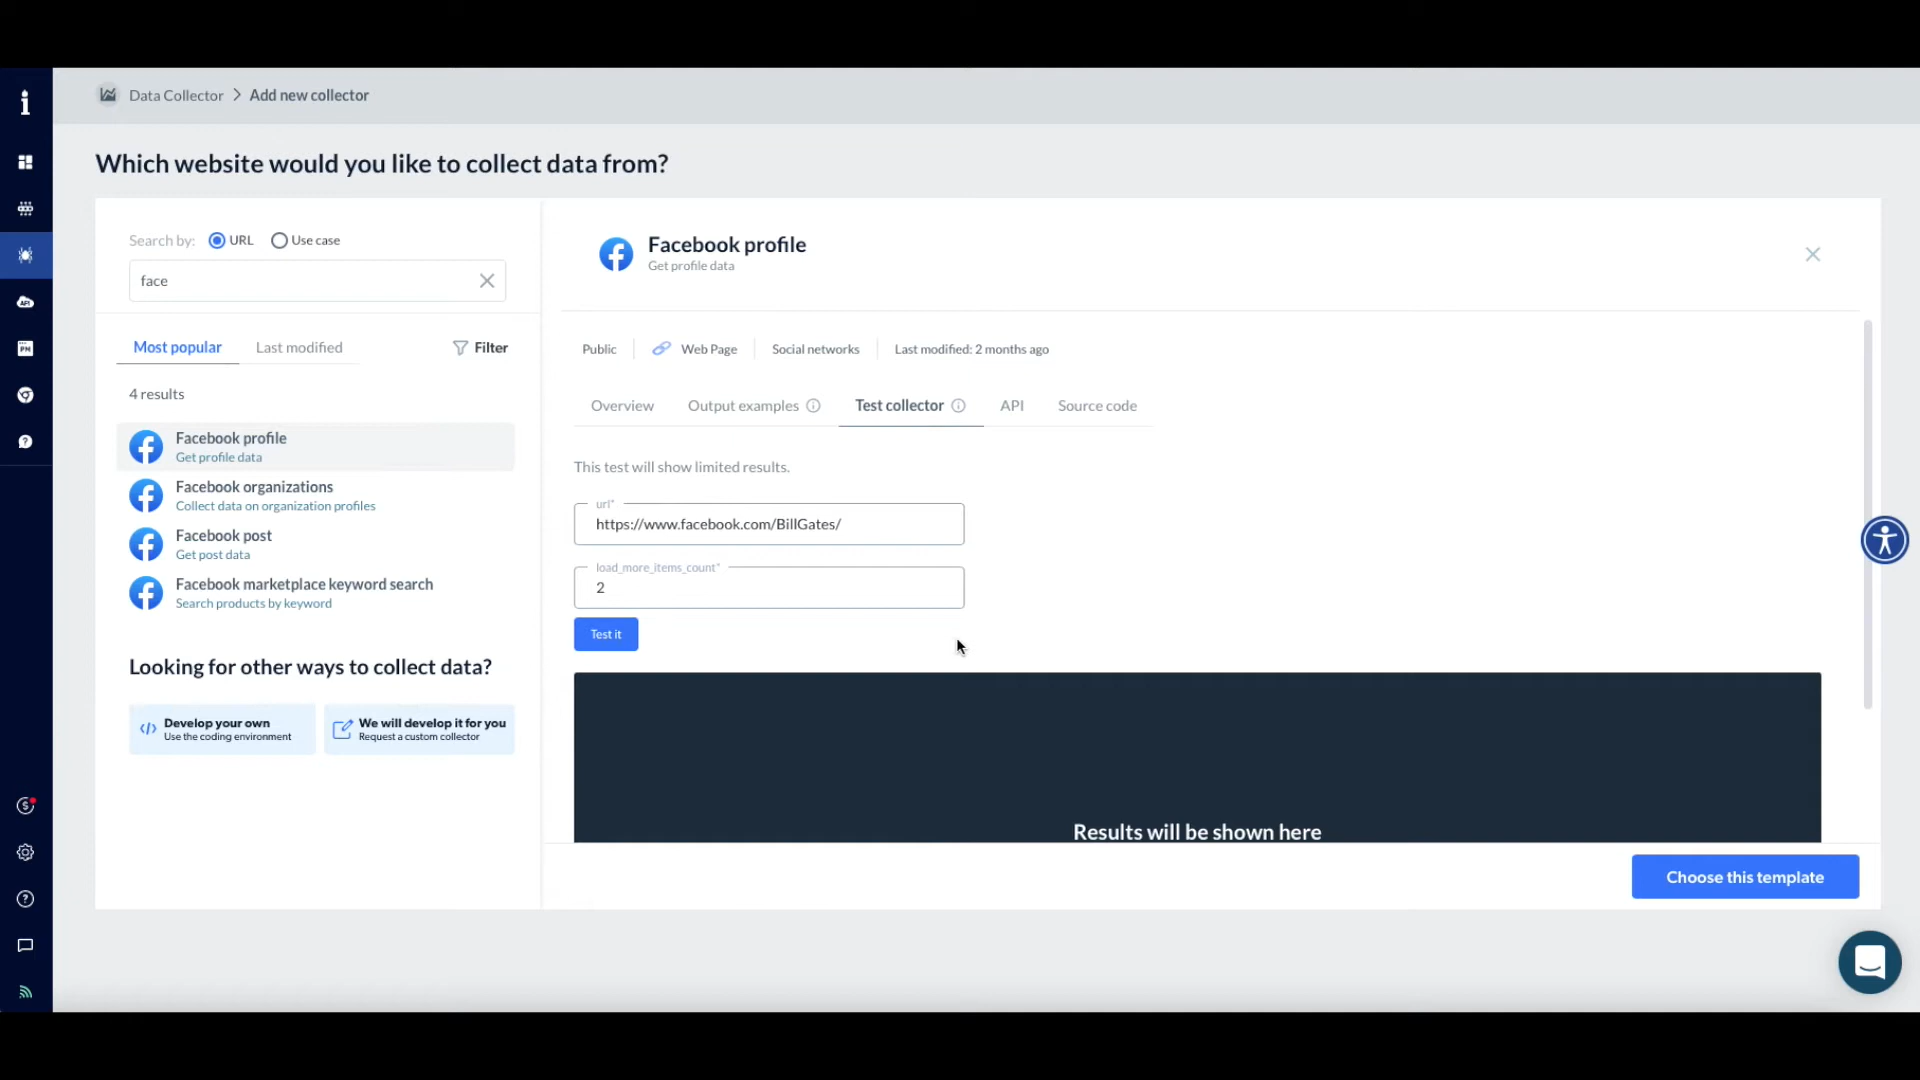 Data Collector > Add new collector
Which website would you like to collect data from?
Search by: URL Use case
face
Most popular Last modified Filter
4 results
Facebook profile
Get profile data
Facebook organizations
Collect data on organization profiles
Facebook post
Get post data
Facebook marketplace keyword search
Search products by keyword
Looking for other ways to collect data?
Develop your own
Use the coding environment
We will develop it for you
Request a custom collector
Facebook profile
Get profile data
Public Web Page Social networks Last modified: 2 months ago
Overview Output examples Test collector API Source code
This test will show limited results.
url*
https://www.facebook.com/BillGates/
load_more_items_count*
2
Test it
Results will be shown here
Choose this template
API
PM